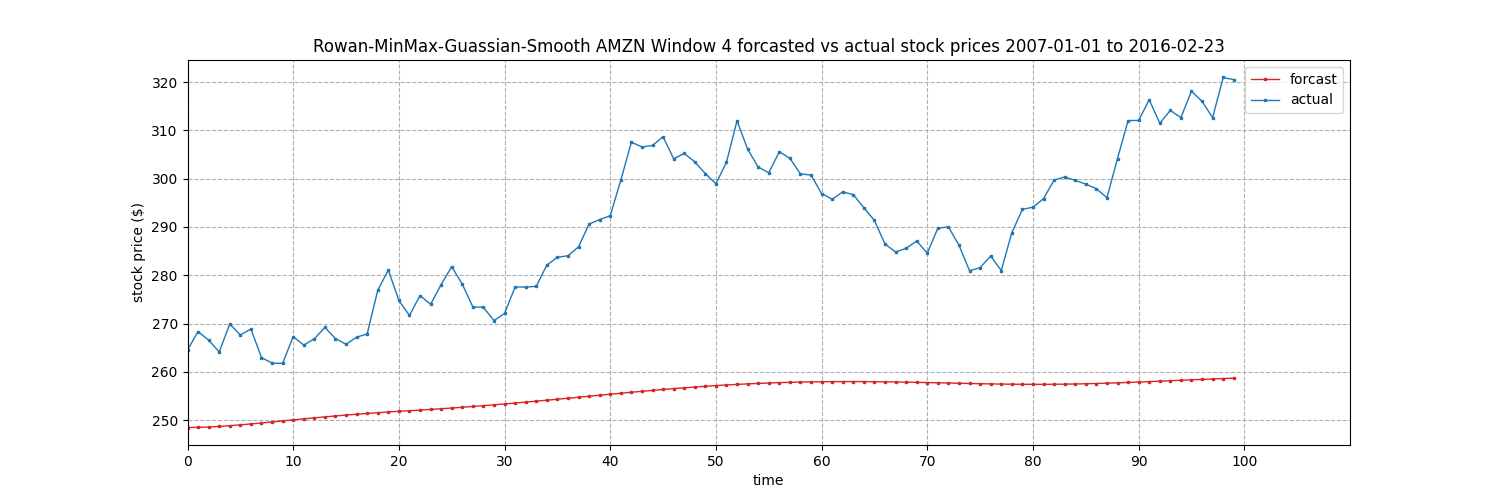 Rowan-MinMax-Guassian-Smooth AMZN Window 4 forcasted vs actual stock prices 2007-01-01 to 2016-02-23
forcast
actual
320
310
300
290
280
270
260
250
stock price ($)
0 10 20 30 40 50 60 70 80 90 100
time